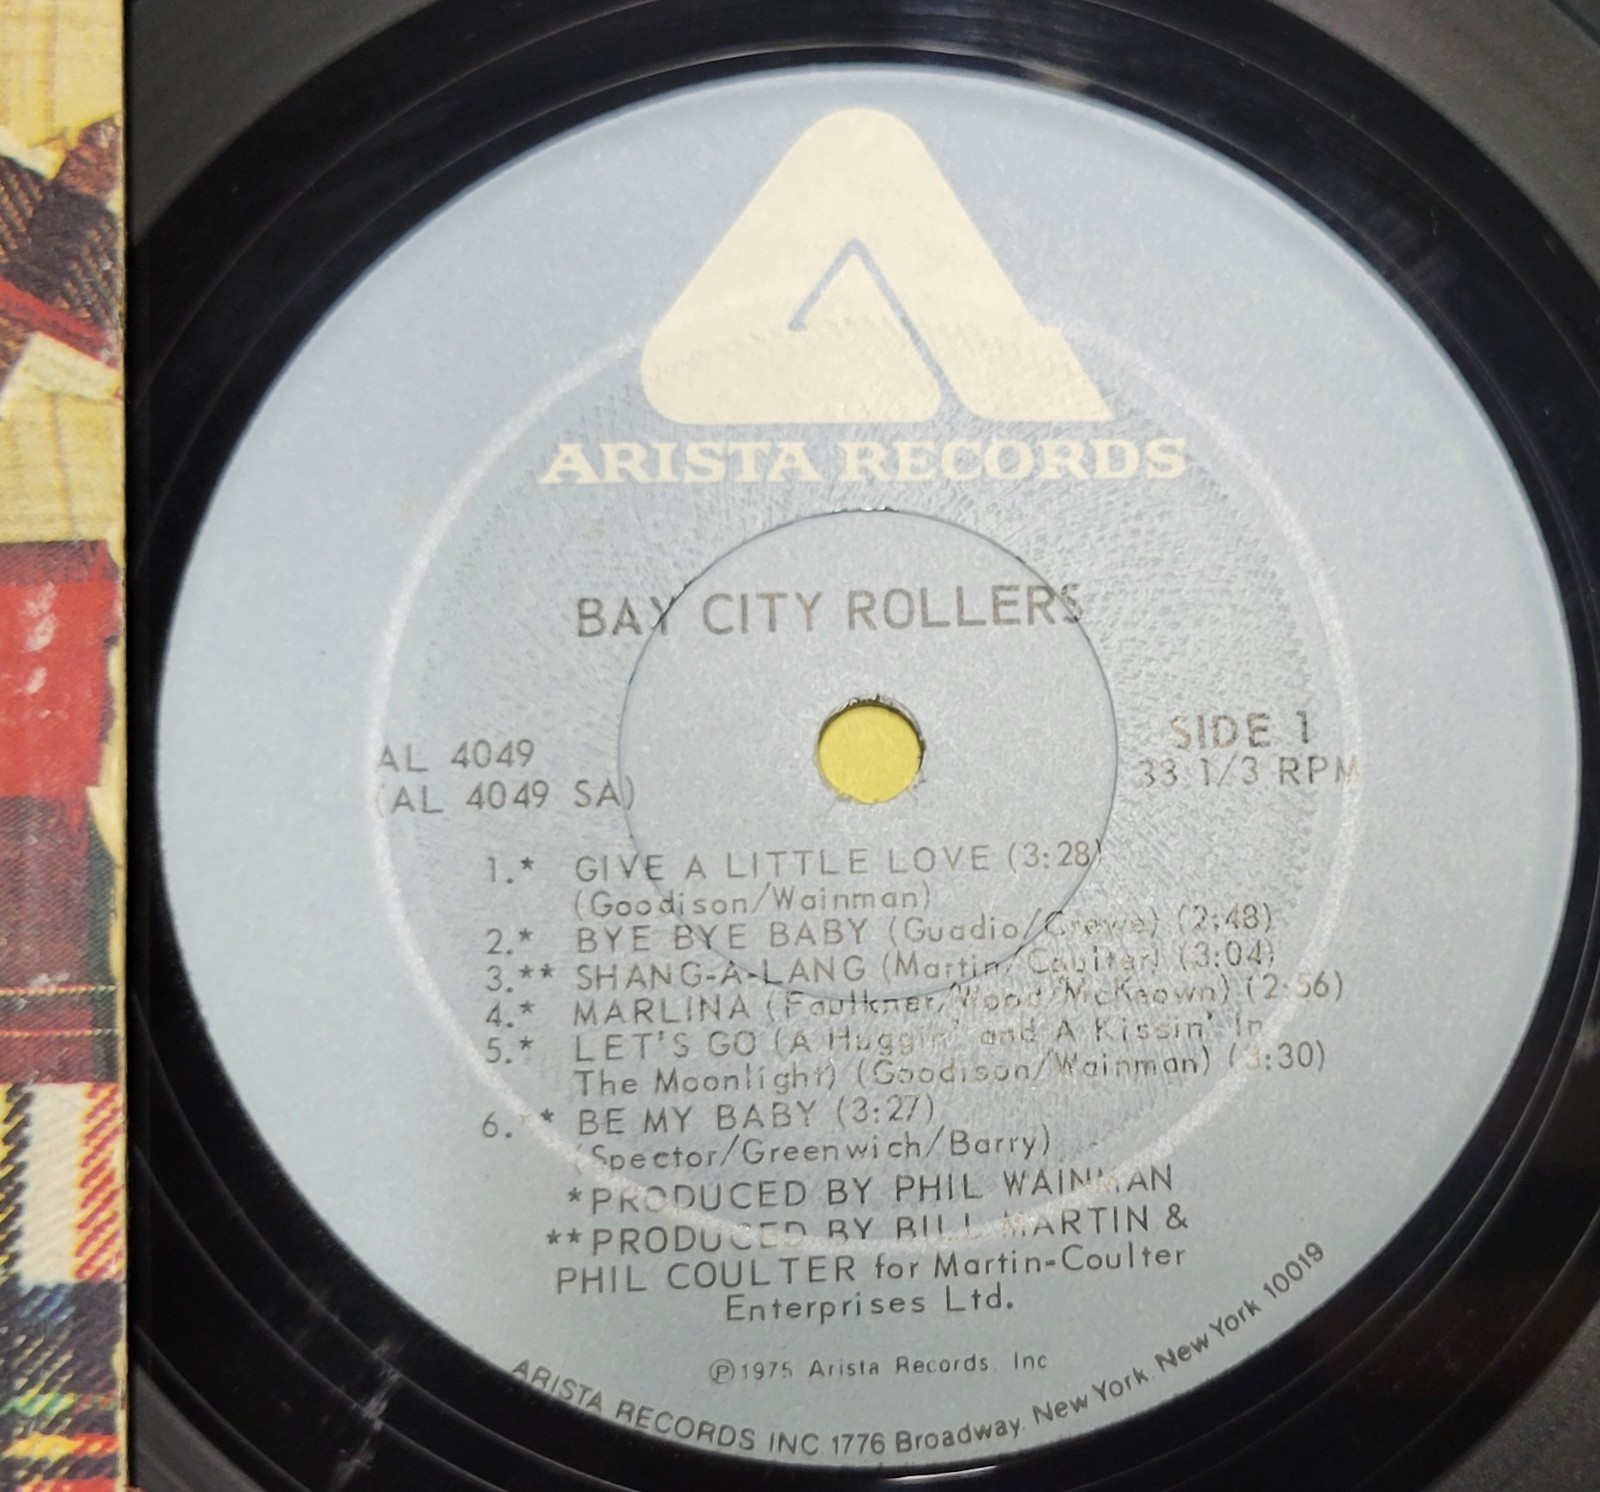 ARISTA RECORDS
BAY CITY ROLLERS
AL 4049
(AL 4049 SA)
SIDE 1
33 1/3 RPM
1.* GIVE A LITTLE LOVE (3:28)
(Goodison/Wainman)
2.* BYE BYE BABY (Guadio/Crewe) (2:48)
3.** SHANG-A-LANG (Martin/Coulter) (3:04)
4.* MARLINA (Faulkner/Wood/McKeown) (2:56)
5.* LET'S GO (A Huggin' and A Kissin' In
The Moonlight) (Goodison/Wainman) (3:30)
6.** BE MY BABY (3:27)
(Spector/Greenwich/Barry)
*PRODUCED BY PHIL WAINMAN
**PRODUCED BY BILL MARTIN &
PHIL COULTER for Martin-Coulter
Enterprises Ltd.
Ⓟ1975 Arista Records, Inc
ARISTA RECORDS INC. 1776 Broadway, New York, New York 10019